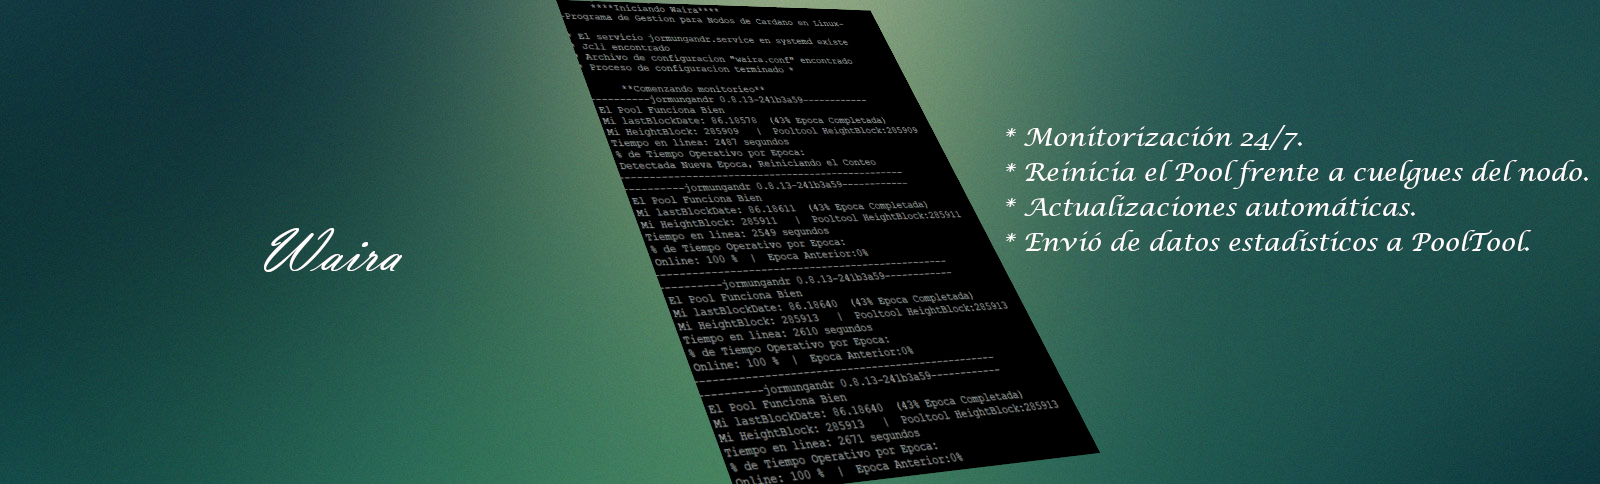 Waira
****Iniciando Waira****
-Programa de Gestion para Nodos de Cardano en Linux-
* El servicio jormungandr.service en systemd existe
* Jcli encontrado
* Archivo de configuracion "waira.conf" encontrado
* Proceso de configuracion terminado *
**Comenzando monitorieo**
----------jormungandr 0.8.13-241b3a59-----------
El Pool Funciona Bien
Mi lastBlockDate: 86.18578 (43% Epoca Completada)
Mi HeightBlock: 285909 | Pooltool HeightBlock:285909
Tiempo en linea: 2487 segundos
% de Tiempo Operativo por Epoca:
Detectada Nueva Epoca, Reiniciando el Conteo
------------------------------------------------
----------jormungandr 0.8.13-241b3a59-----------
El Pool Funciona Bien
Mi lastBlockDate: 86.18611 (43% Epoca Completada)
Mi HeightBlock: 285911 | Pooltool HeightBlock:285911
Tiempo en linea: 2549 segundos
% de Tiempo Operativo por Epoca:
Online: 100 % | Epoca Anterior:0%
------------------------------------------------
----------jormungandr 0.8.13-241b3a59-----------
El Pool Funciona Bien
Mi lastBlockDate: 86.18640 (43% Epoca Completada)
Mi HeightBlock: 285913 | Pooltool HeightBlock:285913
Tiempo en linea: 2610 segundos
% de Tiempo Operativo por Epoca:
Online: 100 % | Epoca Anterior:0%
------------------------------------------------
----------jormungandr 0.8.13-241b3a59-----------
El Pool Funciona Bien
Mi lastBlockDate: 86.18640 (43% Epoca Completada)
Mi HeightBlock: 285913 | Pooltool HeightBlock:285913
Tiempo en linea: 2671 segundos
% de Tiempo Operativo por Epoca:
Online: 100 % | Epoca Anterior:0%
* Monitorización 24/7.
* Reinicia el Pool frente a cuelgues del nodo.
* Actualizaciones automáticas.
* Envió de datos estadísticos a PoolTool.